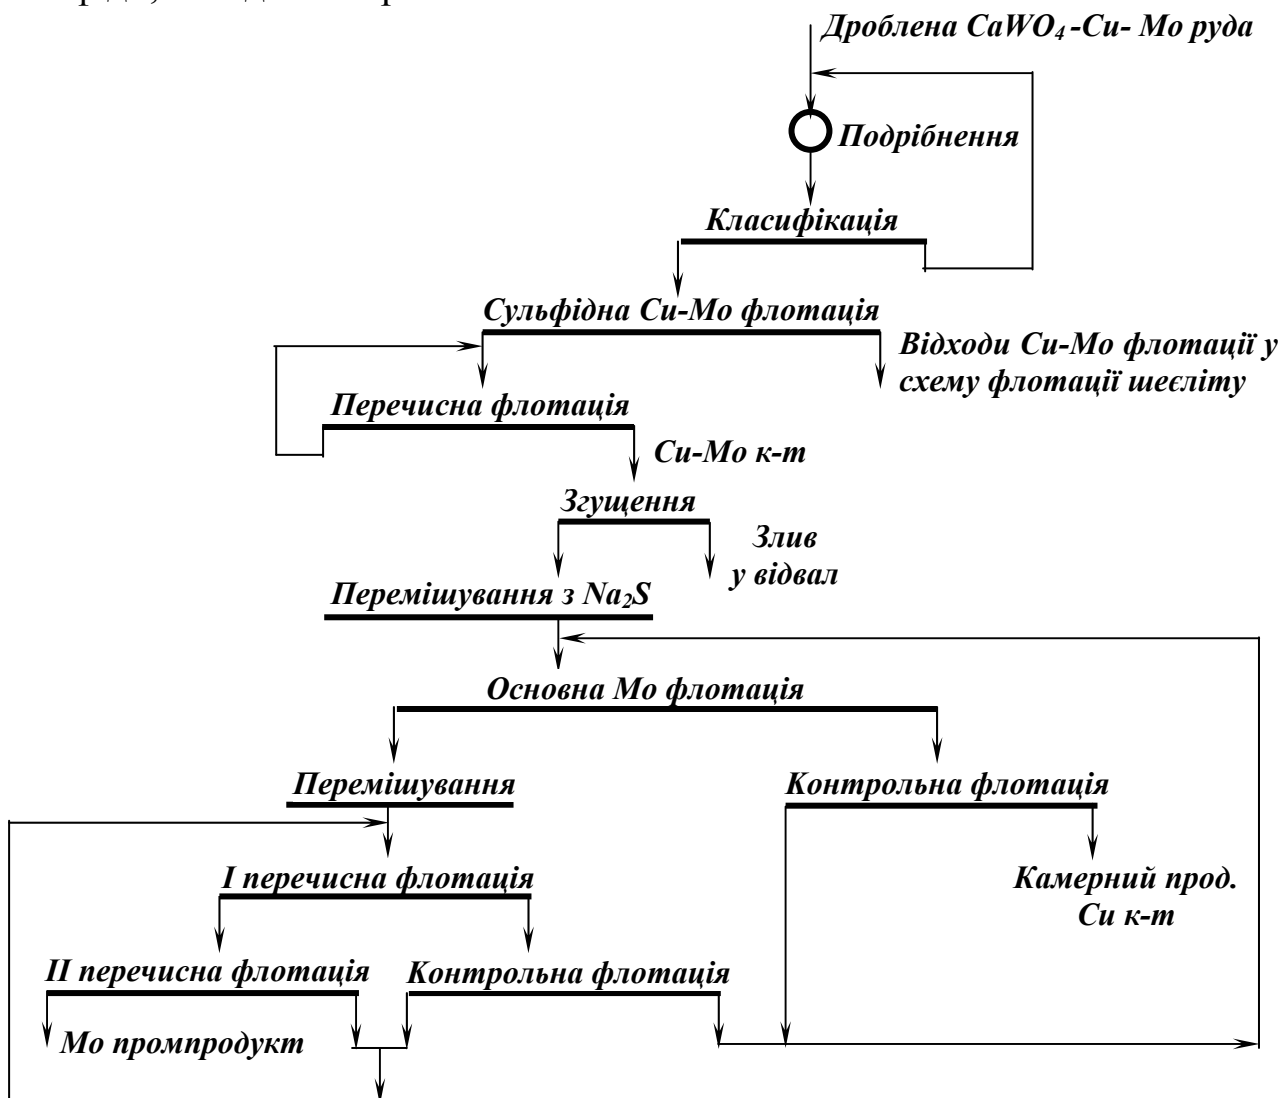 Дроблена CaWO₄ -Cu- Mo руда
Подрібнення
Класифікація
Сульфідна Cu-Mo флотація
Відходи Cu-Mo флотації у
схему флотації шеєліту
Перечисна флотація
Cu-Mo к-т
Згущення
Злив
у відвал
Перемішування з Na₂S
Основна Mo флотація
Перемішування
Контрольна флотація
I перечисна флотація
Камерний прод.
Cu к-т
II перечисна флотація
Контрольна флотація
Mo промпродукт